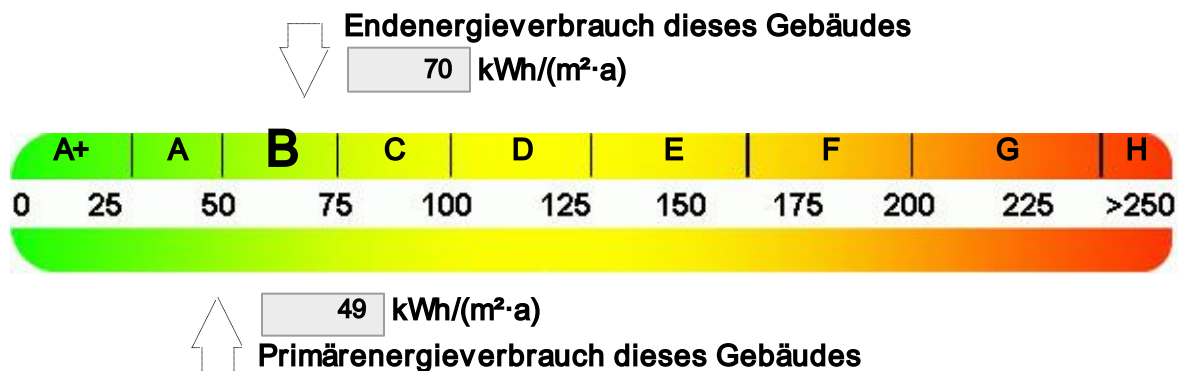 Endenergieverbrauch dieses Gebäudes
70 kWh/(m²·a)
A+ A B C D E F G H
0 25 50 75 100 125 150 175 200 225 >250
49 kWh/(m²·a)
Primärenergieverbrauch dieses Gebäudes